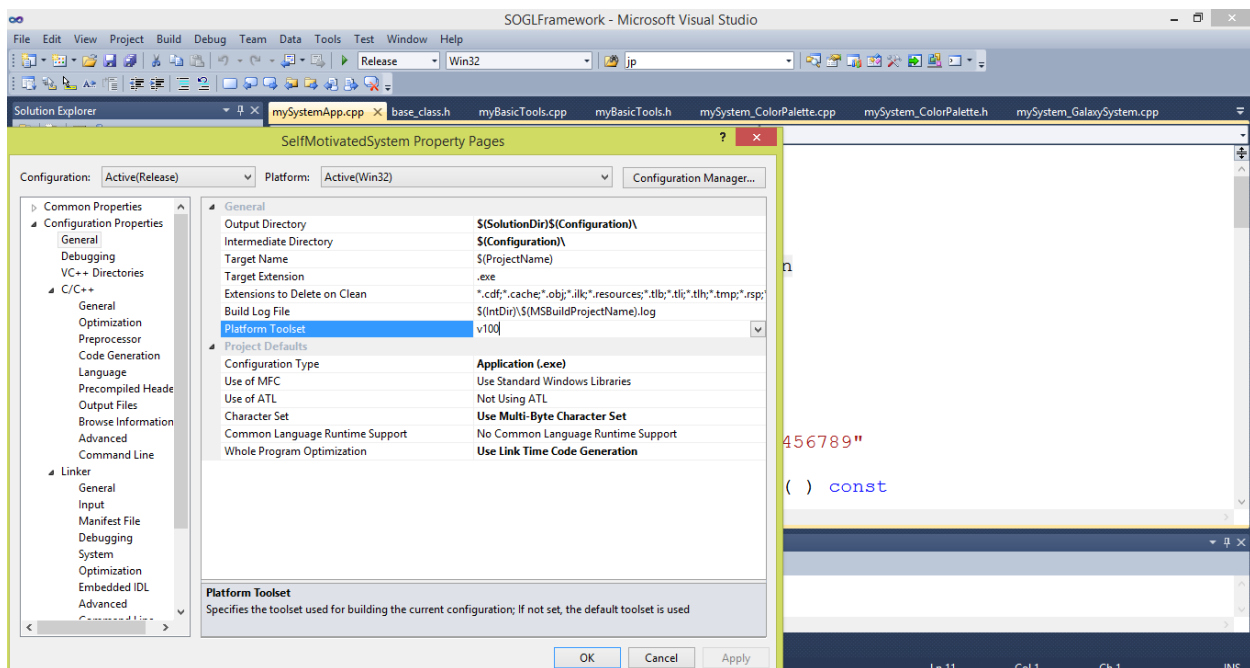 SOGLFramework - Microsoft Visual Studio
File Edit View Project Build Debug Team Data Tools Test Window Help
Release Win32 jp
Solution Explorer
mySystemApp.cpp base_class.h myBasicTools.cpp myBasicTools.h mySystem_ColorPalette.cpp mySystem_ColorPalette.h mySystem_GalaxySystem.cpp
SelfMotivatedSystem Property Pages
Configuration: Active(Release) Platform: Active(Win32) Configuration Manager...
Common Properties
Configuration Properties
General
Debugging
VC++ Directories
C/C++
General
Optimization
Preprocessor
Code Generation
Language
Precompiled Heade
Output Files
Browse Information
Advanced
Command Line
Linker
General
Input
Manifest File
Debugging
System
Optimization
Embedded IDL
Advanced
General
Output Directory $(SolutionDir)$(Configuration)\
Intermediate Directory $(Configuration)\
Target Name $(ProjectName)
Target Extension .exe
Extensions to Delete on Clean *.cdf;*.cache;*.obj;*.ilk;*.resources;*.tlb;*.tli;*.tlh;*.tmp;*.rsp;
Build Log File $(IntDir)\$(MSBuildProjectName).log
Platform Toolset v100
Project Defaults
Configuration Type Application (.exe)
Use of MFC Use Standard Windows Libraries
Use of ATL Not Using ATL
Character Set Use Multi-Byte Character Set
Common Language Runtime Support No Common Language Runtime Support
Whole Program Optimization Use Link Time Code Generation
Platform Toolset
Specifies the toolset used for building the current configuration; If not set, the default toolset is used
OK Cancel Apply
n
456789"
( ) const
Ln 11 Col 1 Ch 1 INS